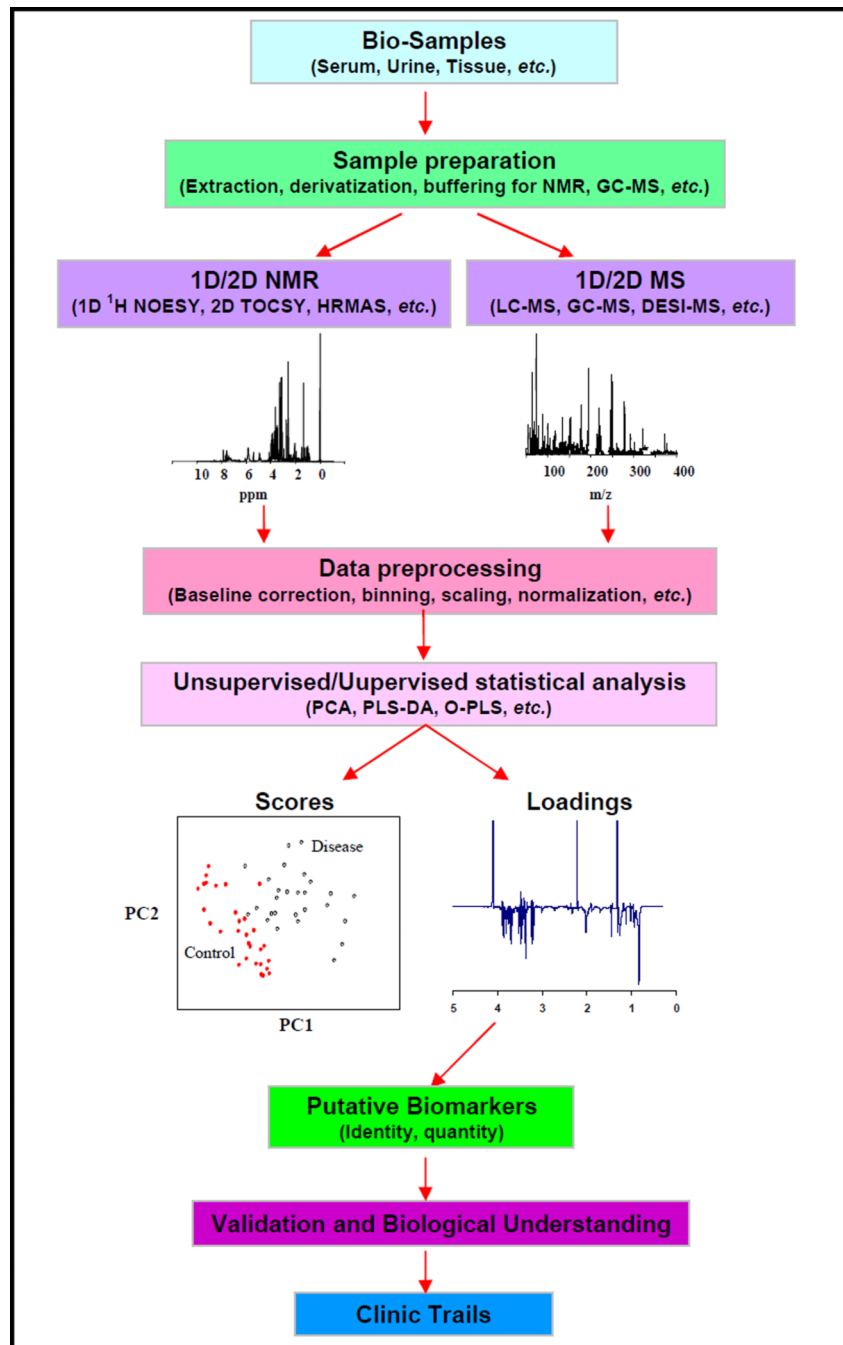 Bio-Samples
(Serum, Urine, Tissue, etc.)
Sample preparation
(Extraction, derivatization, buffering for NMR, GC-MS, etc.)
1D/2D NMR
(1D ¹H NOESY, 2D TOCSY, HRMAS, etc.)
1D/2D MS
(LC-MS, GC-MS, DESI-MS, etc.)
10 8 6 4 2 0
ppm
100 200 300 400
m/z
Data preprocessing
(Baseline correction, binning, scaling, normalization, etc.)
Unsupervised/Uupervised statistical analysis
(PCA, PLS-DA, O-PLS, etc.)
Scores
Disease
PC2
Control
PC1
Loadings
5 4 3 2 1 0
Putative Biomarkers
(Identity, quantity)
Validation and Biological Understanding
Clinic Trails